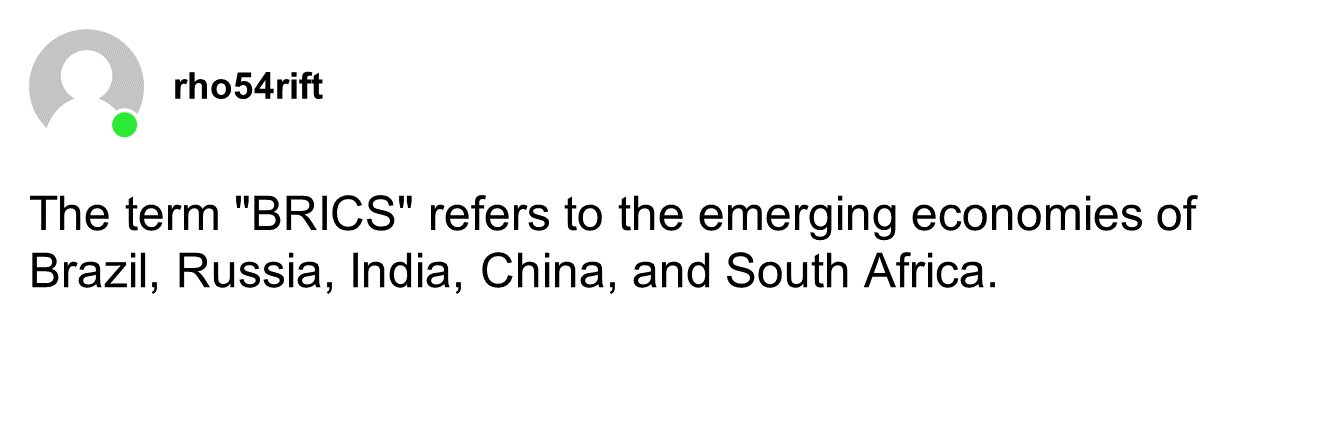 rho54rift
The term "BRICS" refers to the emerging economies of
Brazil, Russia, India, China, and South Africa.